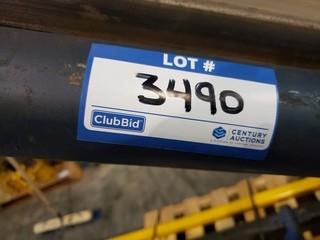 LOT #
3490
ClubBid
CENTURY
AUCTIONS